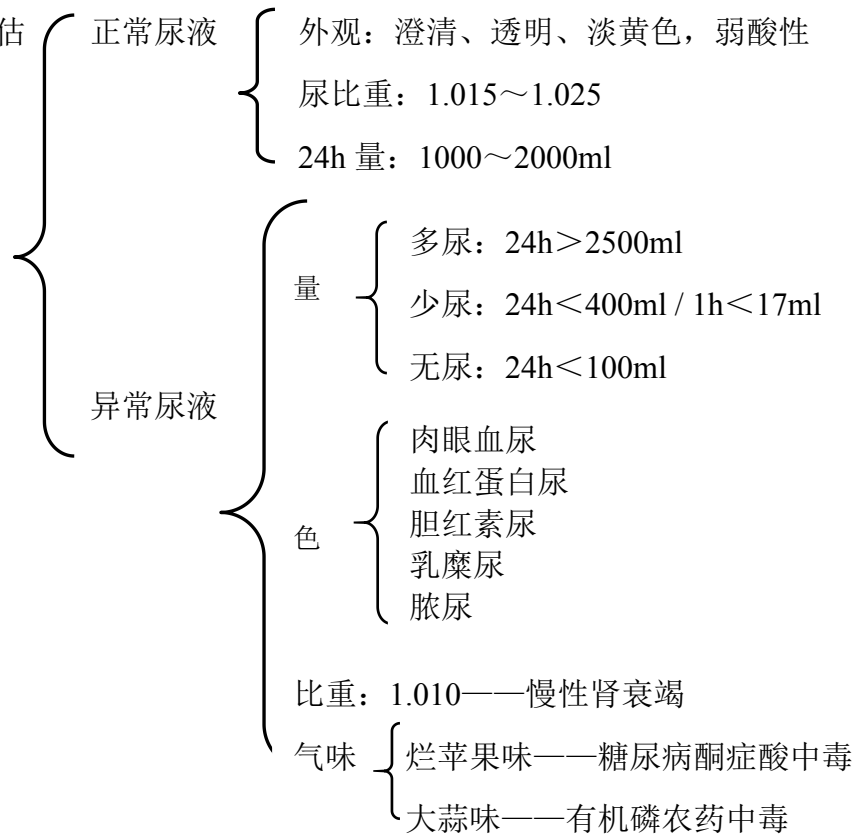 估
正常尿液
外观：澄清、透明、淡黄色，弱酸性
尿比重：1.015～1.025
24h 量：1000～2000ml
异常尿液
量
多尿：24h＞2500ml
少尿：24h＜400ml / 1h＜17ml
无尿：24h＜100ml
色
肉眼血尿
血红蛋白尿
胆红素尿
乳糜尿
脓尿
比重：1.010——慢性肾衰竭
气味
烂苹果味——糖尿病酮症酸中毒
大蒜味——有机磷农药中毒